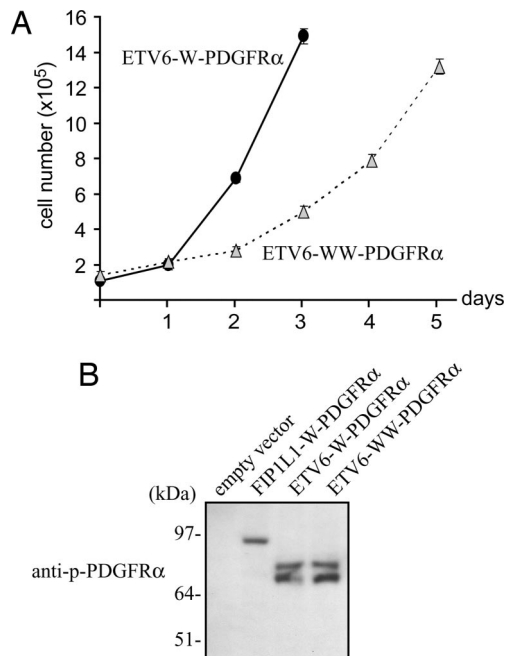 A
16
14
12
10
8
6
4
2
cell number (x10⁵)
ETV6-W-PDGFRα
ETV6-WW-PDGFRα
1 2 3 4 5 days
B
empty vector
FIP1L1-W-PDGFRα
ETV6-W-PDGFRα
ETV6-WW-PDGFRα
(kDa)
97-
anti-p-PDGFRα
64-
51-